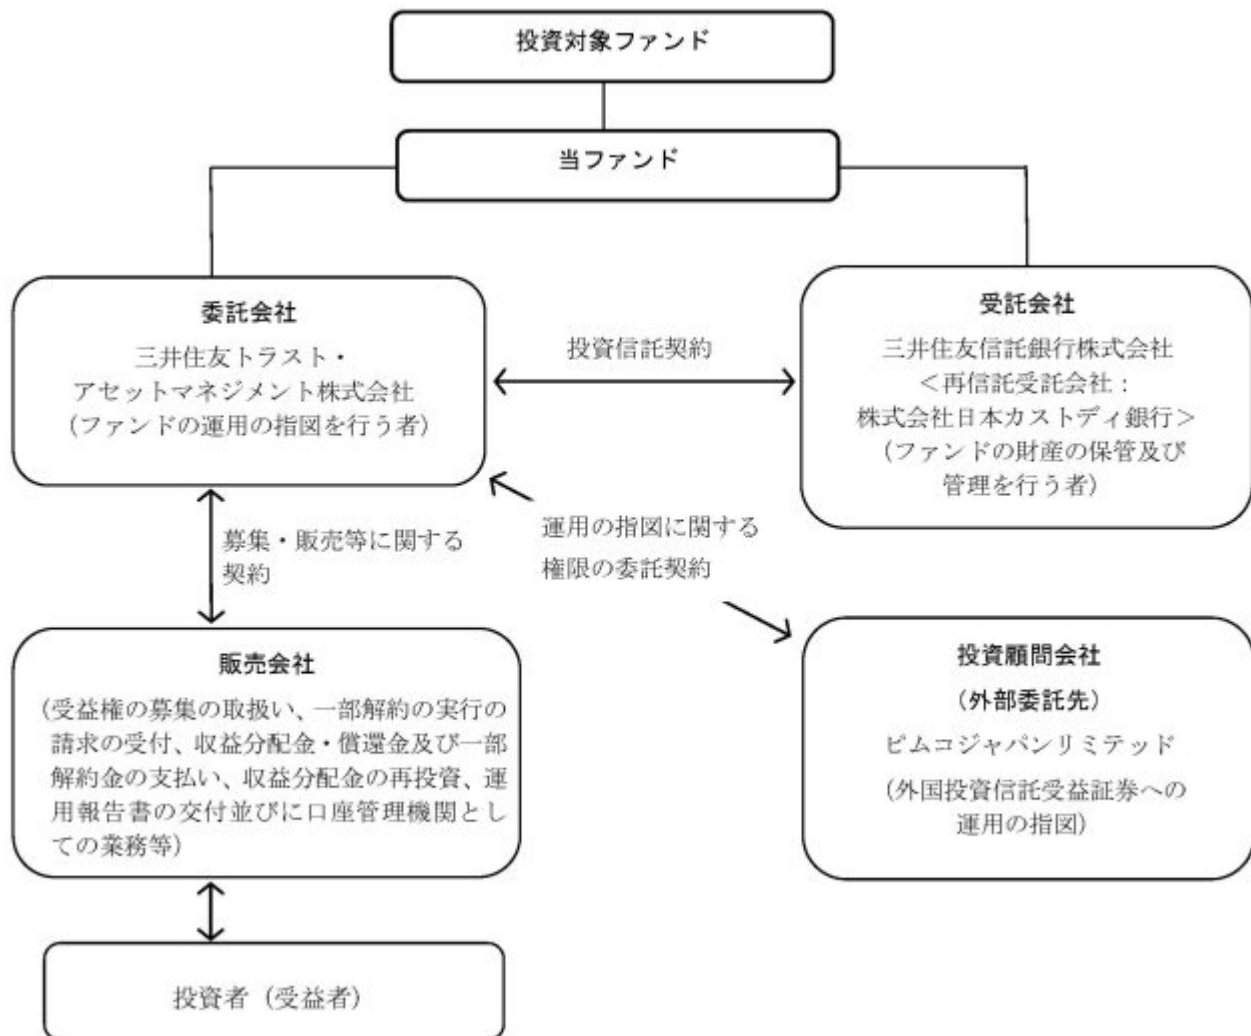 投資対象ファンド
当ファンド
委託会社
三井住友トラスト・
アセットマネジメント株式会社
（ファンドの運用の指図を行う者）
投資信託契約
受託会社
三井住友信託銀行株式会社
＜再信託受託会社：
株式会社日本カストディ銀行＞
（ファンドの財産の保管及び
管理を行う者）
募集・販売等に関する
契約
運用の指図に関する
権限の委託契約
販売会社
（受益権の募集の取扱い、一部解約の実行の
請求の受付、収益分配金・償還金及び一部
解約金の支払い、収益分配金の再投資、運
用報告書の交付並びに口座管理機関とし
ての業務等）
投資顧問会社
（外部委託先）
ピムコジャパンリミテッド
（外国投資信託受益証券への
運用の指図）
投資者（受益者）